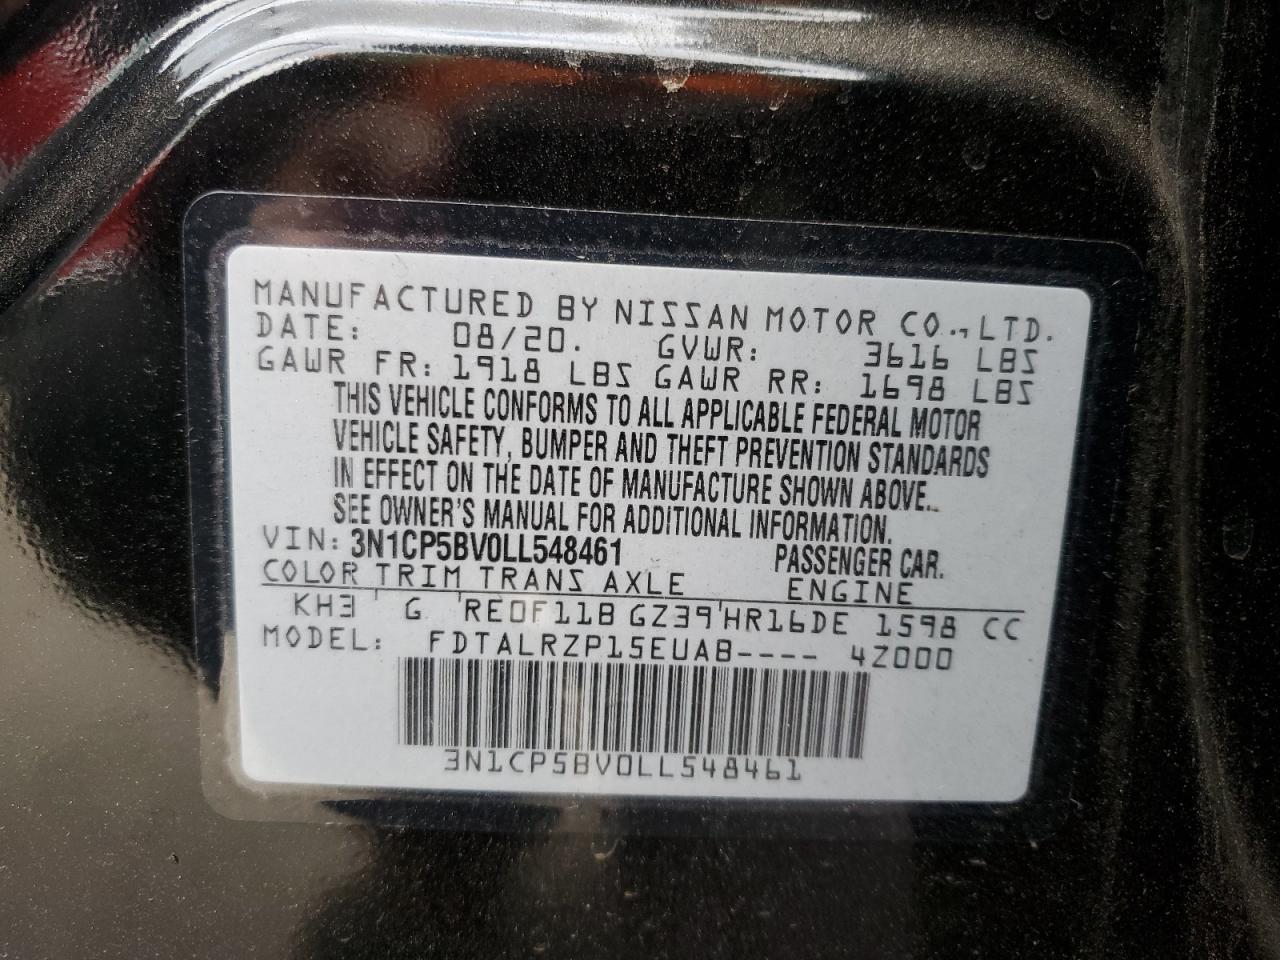 MANUFACTURED BY NISSAN MOTOR CO., LTD.
DATE: 08/20. GVWR: 3616 LBS
GAWR FR: 1918 LBS GAWR RR: 1698 LBS
THIS VEHICLE CONFORMS TO ALL APPLICABLE FEDERAL MOTOR
VEHICLE SAFETY, BUMPER AND THEFT PREVENTION STANDARDS
IN EFFECT ON THE DATE OF MANUFACTURE SHOWN ABOVE.
SEE OWNER'S MANUAL FOR ADDITIONAL INFORMATION.
VIN: 3N1CP5BV0LL548461 PASSENGER CAR.
COLOR TRIM TRANS AXLE ENGINE
KH3 G RE0F11B GZ39 HR16DE 1598 CC
MODEL: FDTALRZP15EUAB---- 4Z000
3N1CP5BV0LL548461